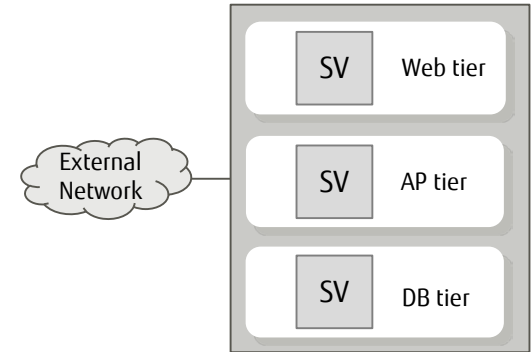 External
Network
SV
Web tier
SV
AP tier
SV
DB tier